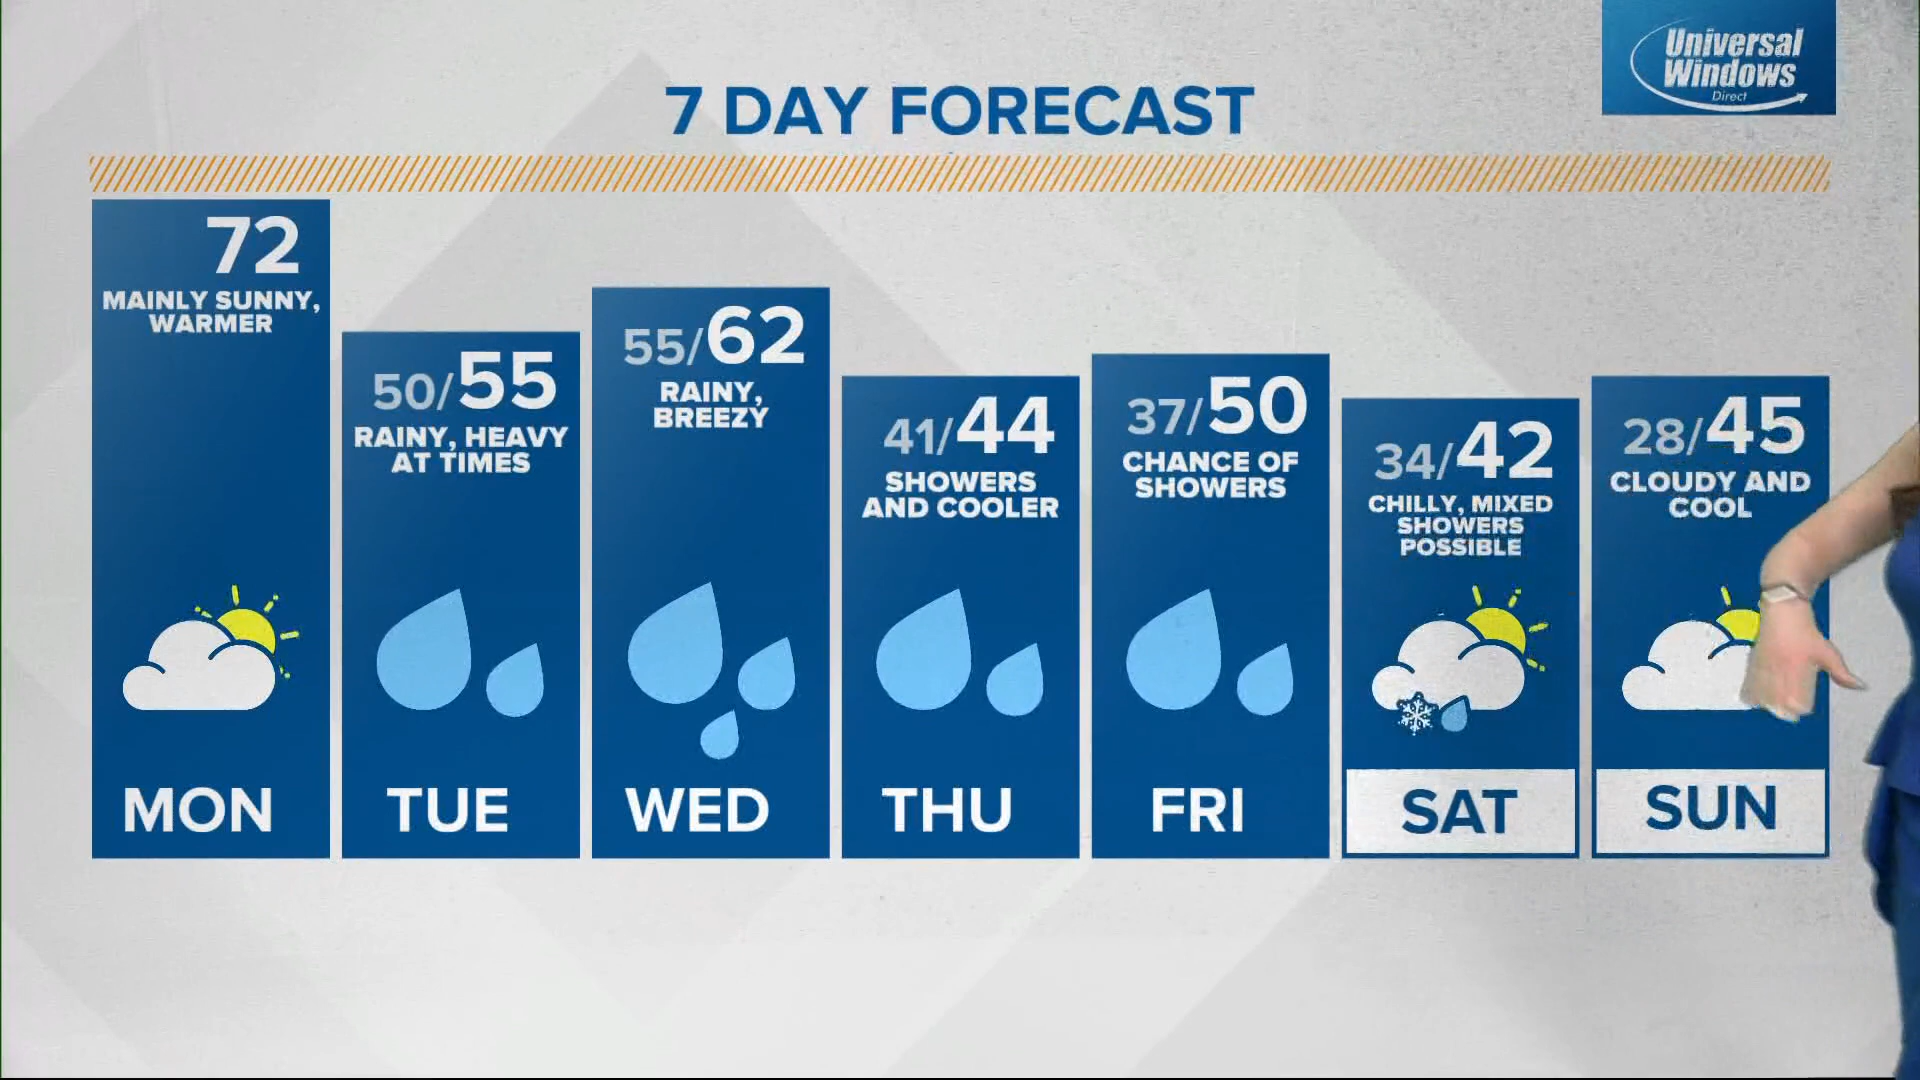 Universal
Windows
Direct
7 DAY FORECAST
72
MAINLY SUNNY,
WARMER
MON
50/55
RAINY, HEAVY
AT TIMES
TUE
55/62
RAINY,
BREEZY
WED
41/44
SHOWERS
AND COOLER
THU
37/50
CHANCE OF
SHOWERS
FRI
34/42
CHILLY, MIXED
SHOWERS
POSSIBLE
SAT
28/45
CLOUDY AND
COOL
SUN